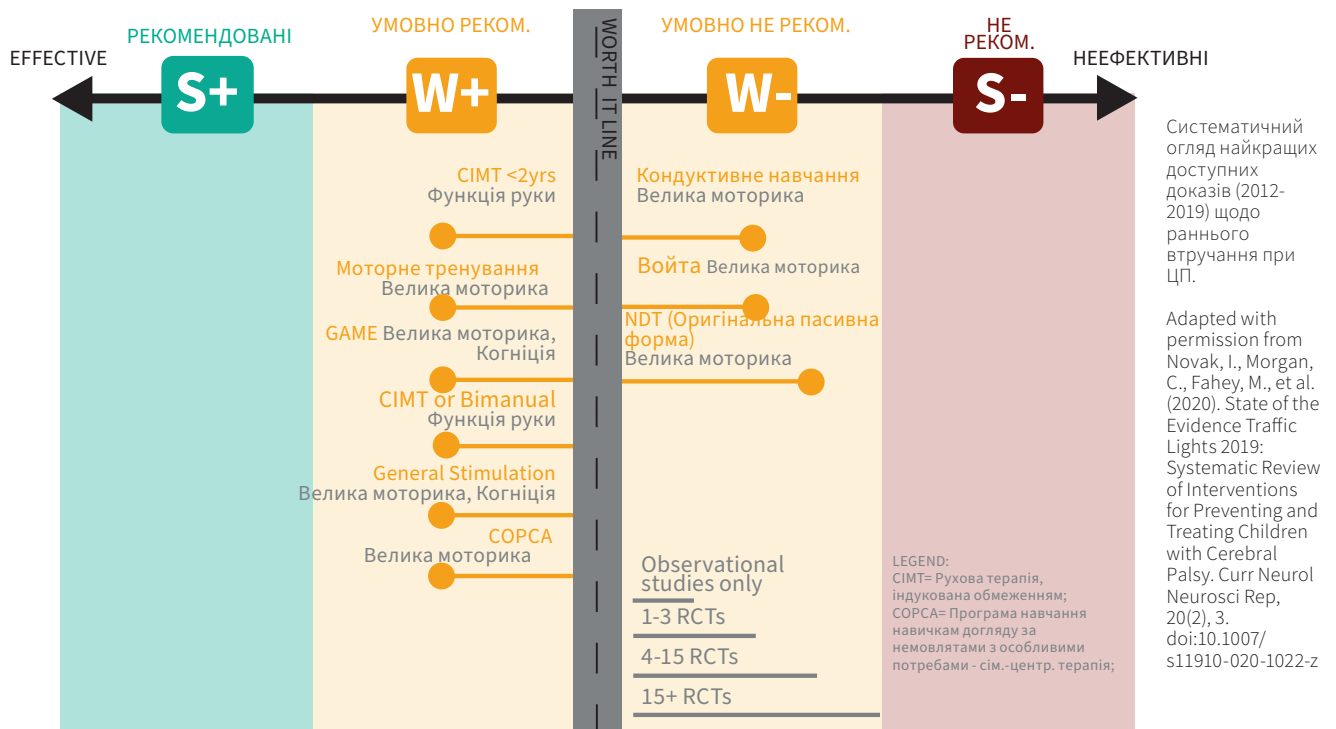 EFFECTIVE
РЕКОМЕНДОВАНІ
УМОВНО РЕКОМ.
WORTH IT LINE
УМОВНО НЕ РЕКОМ.
НЕ
РЕКОМ.
НЕЕФЕКТИВНІ
S+
W+
W-
S-
CIMT <2yrs
Функція руки
Моторне тренування
Велика моторика
GAME Велика моторика,
Когніція
CIMT or Bimanual
Функція руки
General Stimulation
Велика моторика, Когніція
COPCA
Велика моторика
Кондуктивне навчання
Велика моторика
Войта Велика моторика
NDT (Оригінальна пасивна
форма)
Велика моторика
Observational
studies only
1-3 RCTs
4-15 RCTs
15+ RCTs
LEGEND:
CIMT= Рухова терапія,
індукована обмеженням;
COPCA= Програма навчання
навичкам догляду за
немовлятами з особливими
потребами - сім.-центр. терапія;
Систематичний
огляд найкращих
доступних
доказів (2012-
2019) щодо
раннього
втручання при
ЦП.
Adapted with
permission from
Novak, I., Morgan,
C., Fahey, M., et al.
(2020). State of the
Evidence Traffic
Lights 2019:
Systematic Review
of Interventions
for Preventing and
Treating Children
with Cerebral
Palsy. Curr Neurol
Neurosci Rep,
20(2), 3.
doi:10.1007/
s11910-020-1022-z